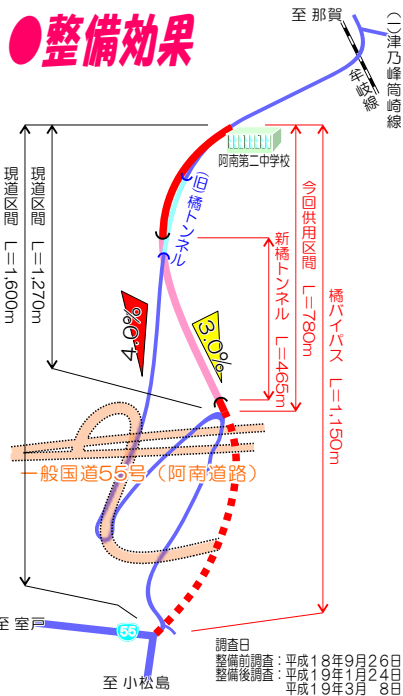 ●整備効果
至 那賀
(一)津乃峰筒崎線
牟岐線
阿南第二中学校
(旧)橘トンネル
現道区間　L=1,600m
現道区間　L=1,270m
新橘トンネル　L=465m
今回供用区間　L=780m
橘バイパス　L=1,150m
4.0%
3.0%
一般国道55号（阿南道路）
至 室戸
55
至 小松島
調査日
整備前調査：平成18年9月26日
整備後調査：平成19年1月24日
平成19年3月　8日